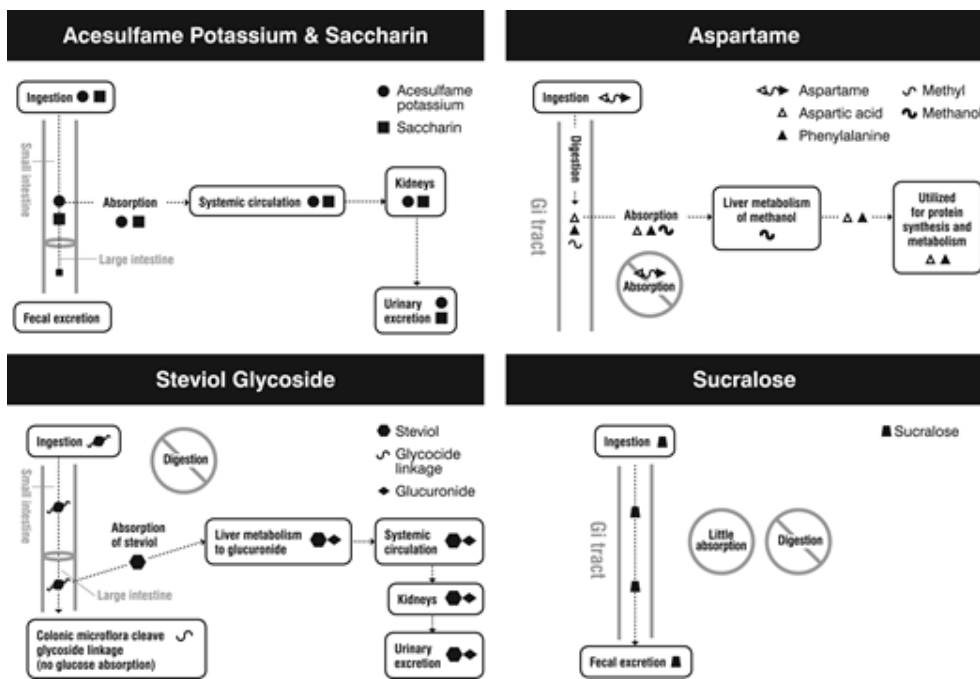 Acesulfame Potassium & Saccharin
Ingestion
Acesulfame
potassium
Saccharin
Small intestine
Absorption
Systemic circulation
Kidneys
Large intestine
Fecal excretion
Urinary
excretion
Aspartame
Ingestion
Aspartame
Methyl
Aspartic acid
Methanol
Phenylalanine
Digestion
Gi tract
Absorption
Liver metabolism
of methanol
Utilized
for protein
synthesis and
metabolism
Absorption
Steviol Glycoside
Ingestion
Digestion
Steviol
Glycocide
linkage
Glucuronide
Small intestine
Absorption
of steviol
Liver metabolism
to glucuronide
Systemic
circulation
Large intestine
Kidneys
Colonic microflora cleave
glycoside linkage
(no glucose absorption)
Urinary
excretion
Sucralose
Ingestion
Sucralose
Gi tract
Little
absorption
Digestion
Fecal excretion